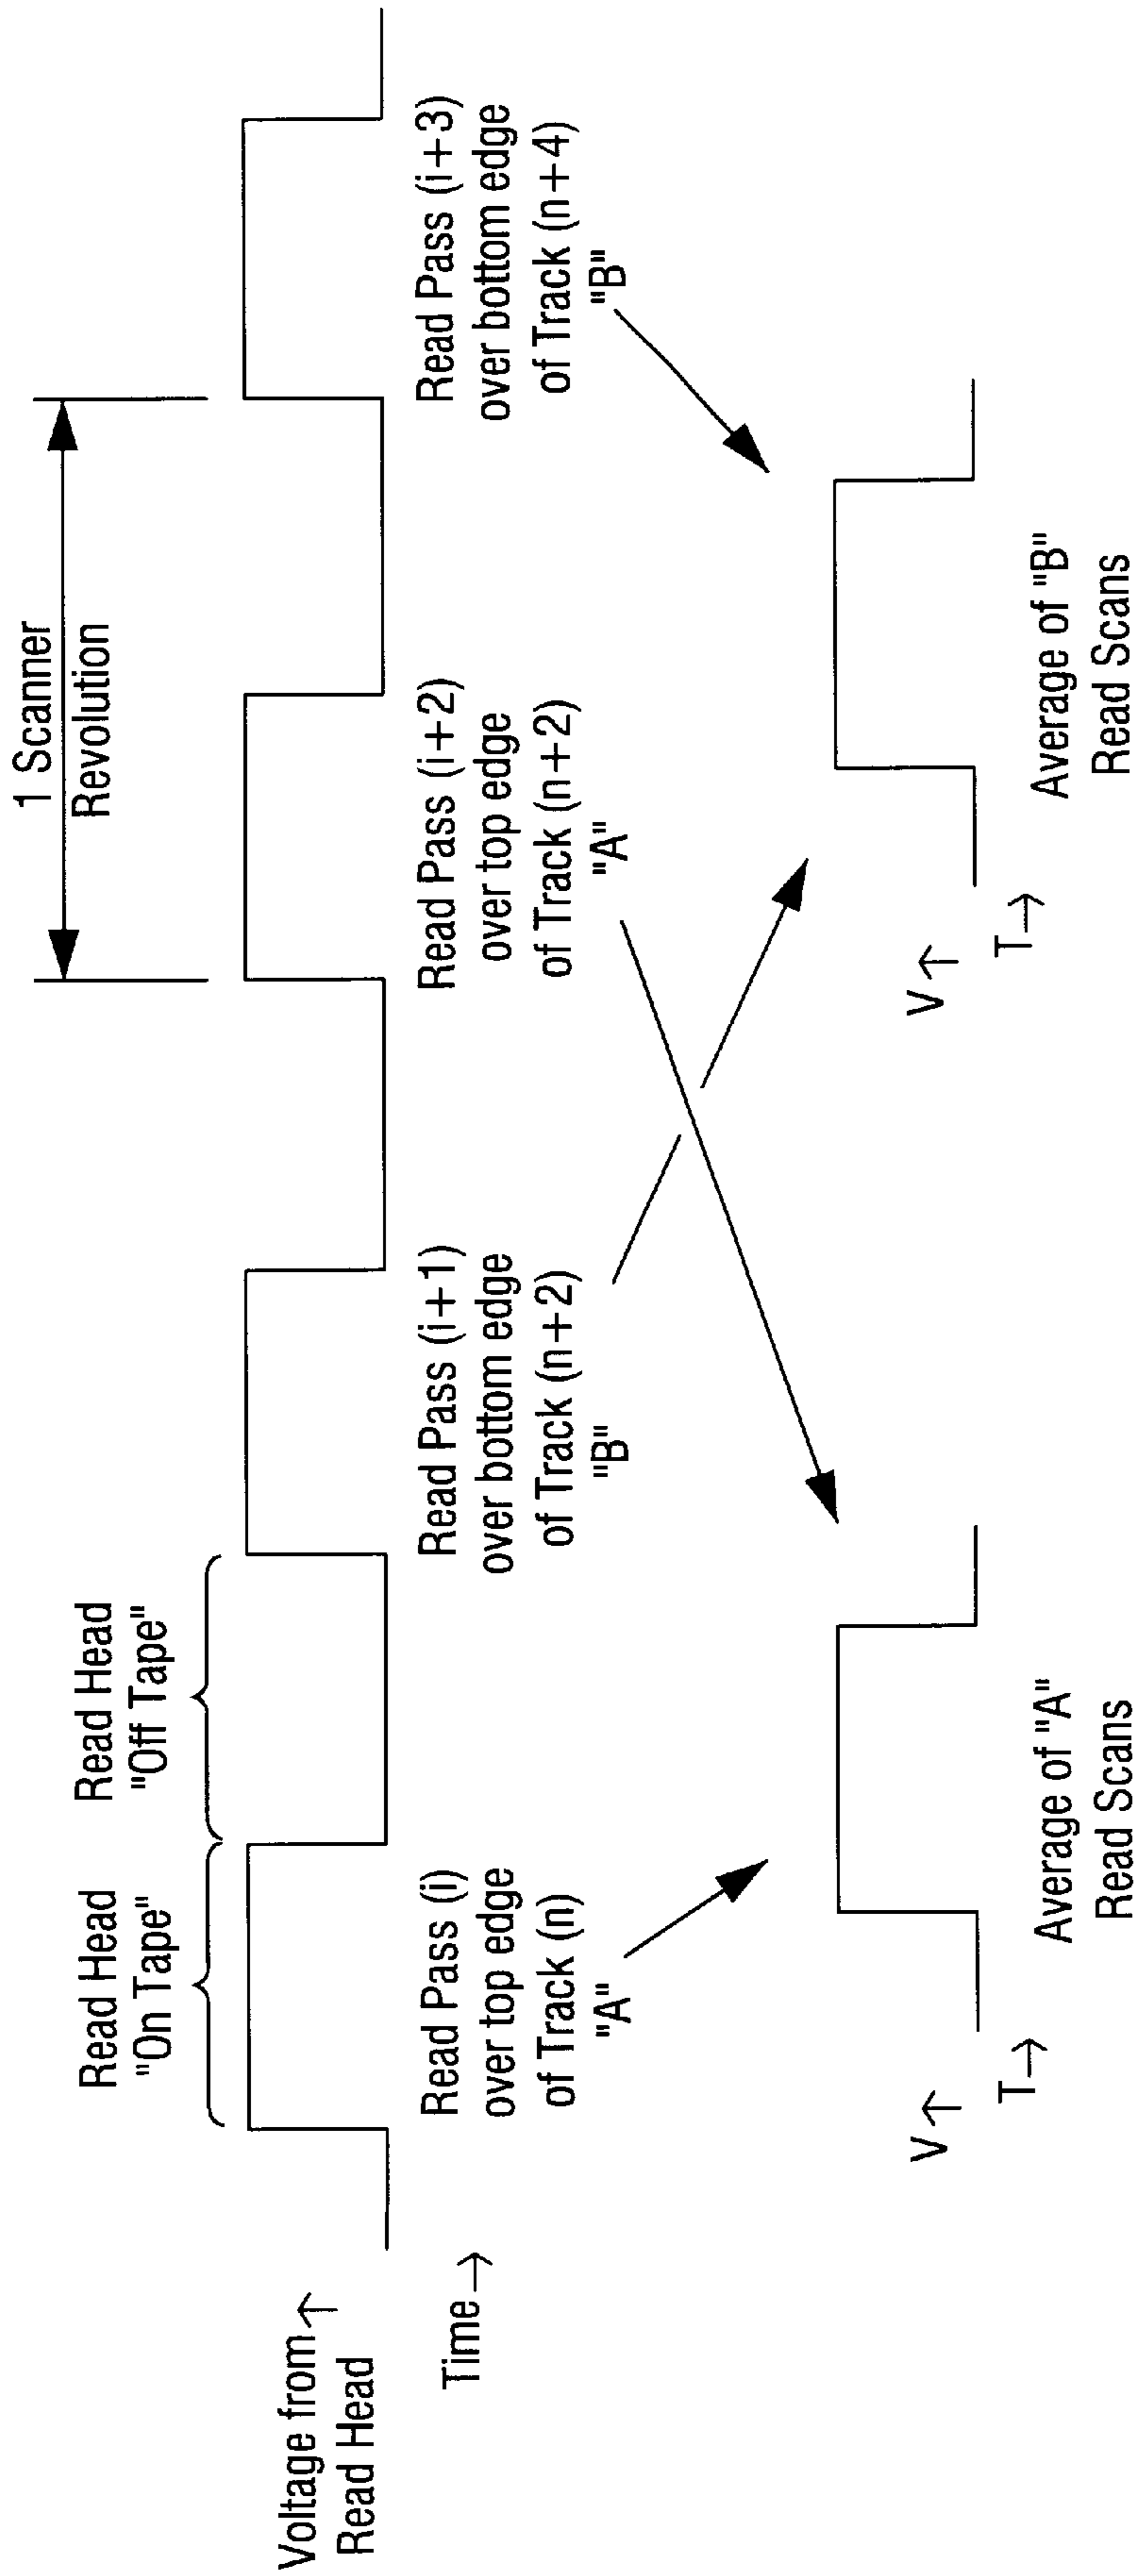 1 Scanner
Revolution
Read Head
"On Tape"
Read Head
"Off Tape"
Voltage from ↑
Read Head
Time →
Read Pass (i)
over top edge
of Track (n)
"A"
Read Pass (i+1)
over bottom edge
of Track (n+2)
"B"
Read Pass (i+2)
over top edge
of Track (n+2)
"A"
Read Pass (i+3)
over bottom edge
of Track (n+4)
"B"
V ↑
T →
Average of "A"
Read Scans
V ↑
T →
Average of "B"
Read Scans